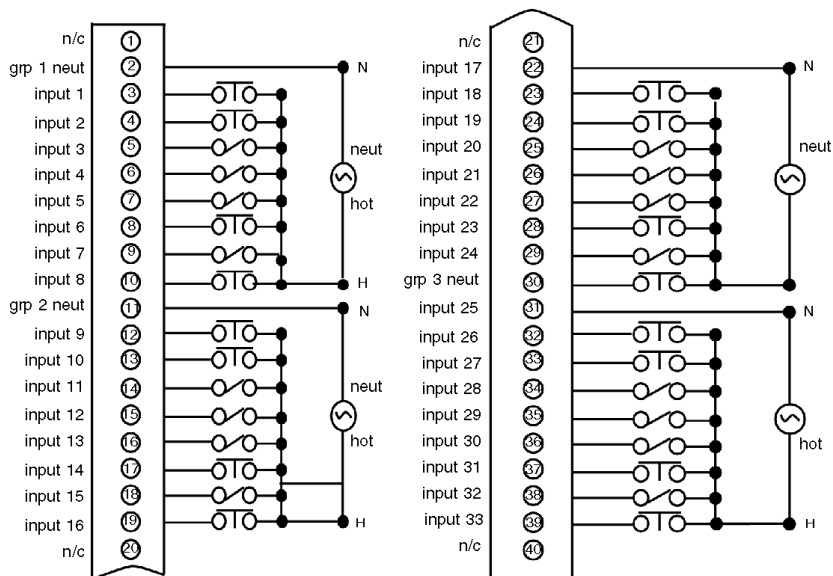 n/c 1
grp 1 neut 2 N
input 1 3
input 2 4
input 3 5 neut
input 4 6
input 5 7 hot
input 6 8
input 7 9
input 8 10 H
grp 2 neut 11 N
input 9 12
input 10 13
input 11 14 neut
input 12 15
input 13 16 hot
input 14 17
input 15 18
input 16 19 H
n/c 20
n/c 21
input 17 22 N
input 18 23
input 19 24
input 20 25 neut
input 21 26
input 22 27
input 23 28
input 24 29
grp 3 neut 30 H
input 25 31 N
input 26 32
input 27 33
input 28 34
input 29 35
input 30 36 hot
input 31 37
input 32 38
input 33 39 H
n/c 40